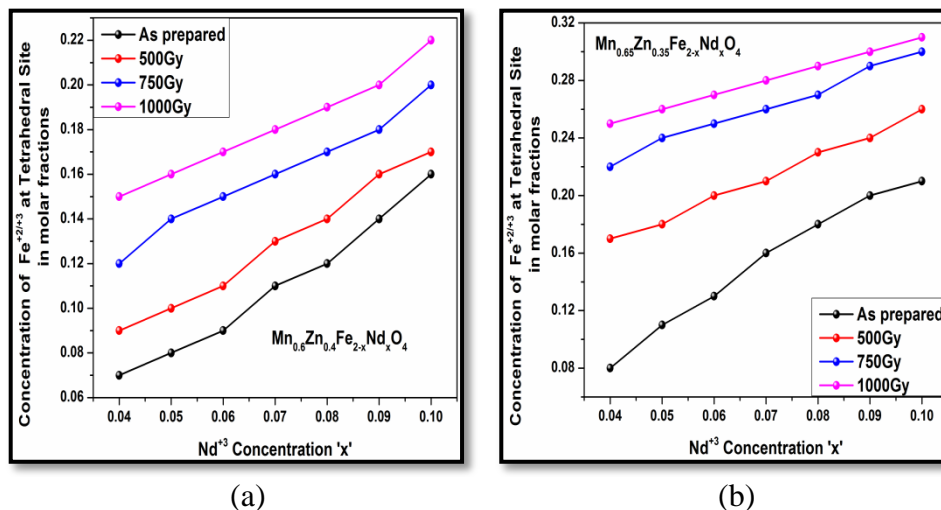 Concentration of Fe⁺²/⁺³ at Tetrahedral Site
in molar fractions
0.22
0.20
0.18
0.16
0.14
0.12
0.10
0.08
0.06
As prepared
500Gy
750Gy
1000Gy
Mn₀.₆Zn₀.₄Fe₂₋ₓNdₓO₄
0.04 0.05 0.06 0.07 0.08 0.09 0.10
Nd⁺³ Concentration 'x'
(a)
Concentration of Fe⁺²/⁺³ at Tetrahedral Site
in molar fractions
0.32
0.28
0.24
0.20
0.16
0.12
0.08
Mn₀.₆₅Zn₀.₃₅Fe₂₋ₓNdₓO₄
As prepared
500Gy
750Gy
1000Gy
0.04 0.05 0.06 0.07 0.08 0.09 0.10
Nd⁺³ Concentration 'x'
(b)